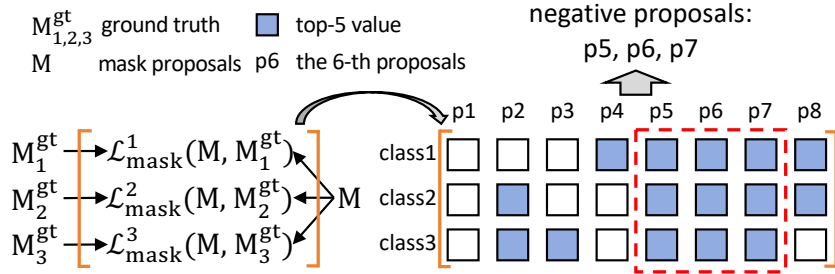 M^gt_1,2,3 ground truth top-5 value
M mask proposals p6 the 6-th proposals
negative proposals:
p5, p6, p7
p1 p2 p3 p4 p5 p6 p7 p8
M^gt_1 ℒ^1_mask(M, M^gt_1) class1
M^gt_2 ℒ^2_mask(M, M^gt_2) M class2
M^gt_3 ℒ^3_mask(M, M^gt_3) class3